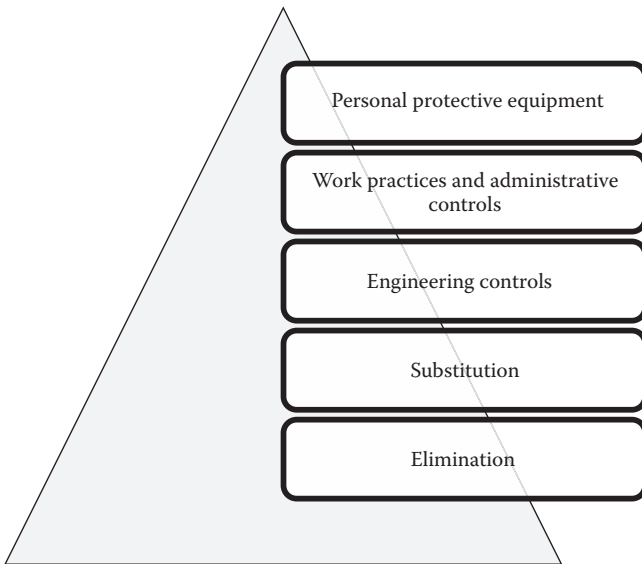 Personal protective equipment
Work practices and administrative
controls
Engineering controls
Substitution
Elimination